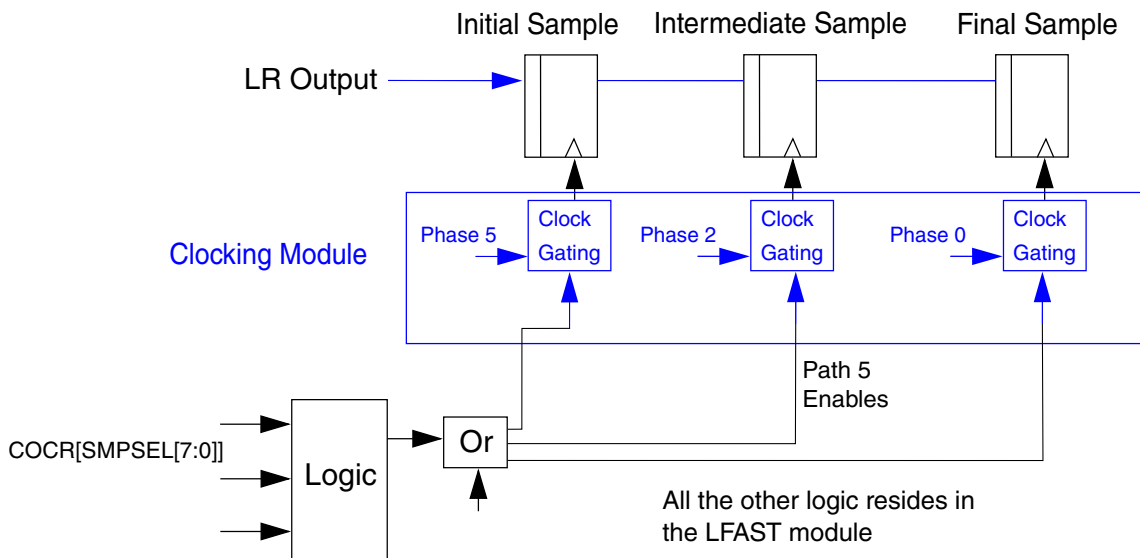 Initial Sample
Intermediate Sample
Final Sample
LR Output
Clock
Gating
Clock
Gating
Clock
Gating
Phase 5
Phase 2
Phase 0
Clocking Module
Path 5
Enables
COCR[SMPSEL[7:0]]
Logic
Or
All the other logic resides in
the LFAST module